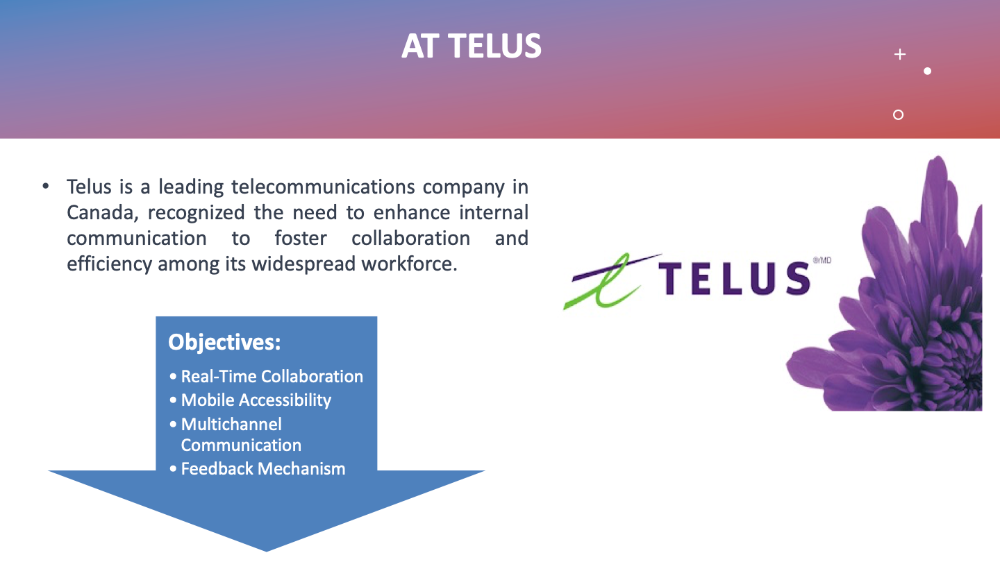 AT TELUS
• Telus is a leading telecommunications company in
Canada, recognized the need to enhance internal
communication to foster collaboration and
efficiency among its widespread workforce.
TELUS ®/MD
Objectives:
• Real-Time Collaboration
• Mobile Accessibility
• Multichannel
Communication
• Feedback Mechanism